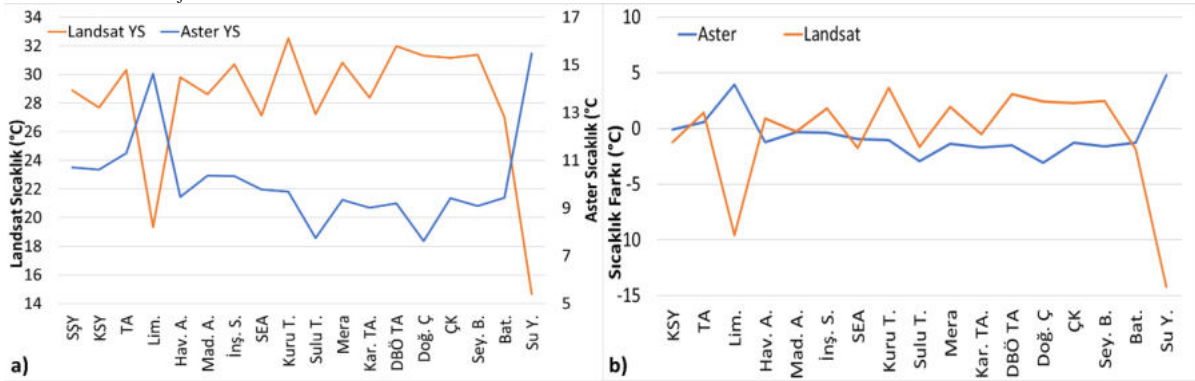 34
32
30
28
26
24
22
20
18
16
14
Landsat Sıcaklık (°C)
Landsat YS
Aster YS
17
15
13
11
9
7
5
Aster Sıcaklık (°C
SŞY
KSY
TA
Lim.
Hav. A.
Mad. A.
İnş. S.
SEA
Kuru T.
Sulu T.
Mera
Kar. TA.
DBÖ TA
Doğ. Ç
ÇK
Sey. B.
Bat.
Su Y.
a)
10
5
0
-5
-10
-15
Sıcaklık Farkı (°C)
Aster
Landsat
KSY
TA
Lim.
Hav. A.
Mad. A.
İnş. S.
SEA
Kuru T.
Sulu T.
Mera
Kar. TA.
DBÖ TA
Doğ. Ç
ÇK
Sey. B.
Bat.
Su Y.
b)